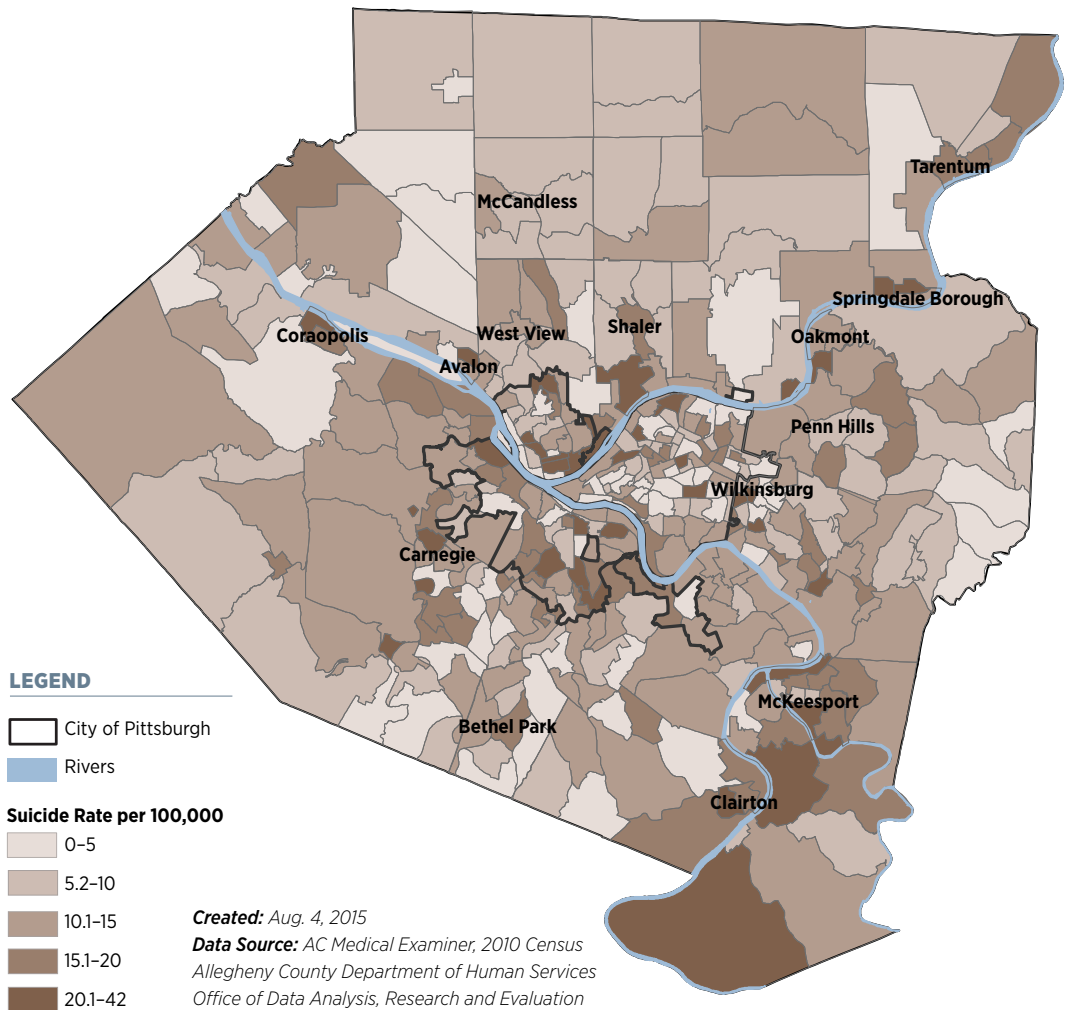 Tarentum
McCandless
Springdale Borough
Coraopolis
West View
Shaler
Oakmont
Avalon
Penn Hills
Wilkinsburg
Carnegie
McKeesport
Bethel Park
Clairton
LEGEND
City of Pittsburgh
Rivers
Suicide Rate per 100,000
0–5
5.2–10
10.1–15
15.1–20
20.1–42
Created: Aug. 4, 2015
Data Source: AC Medical Examiner, 2010 Census
Allegheny County Department of Human Services
Office of Data Analysis, Research and Evaluation